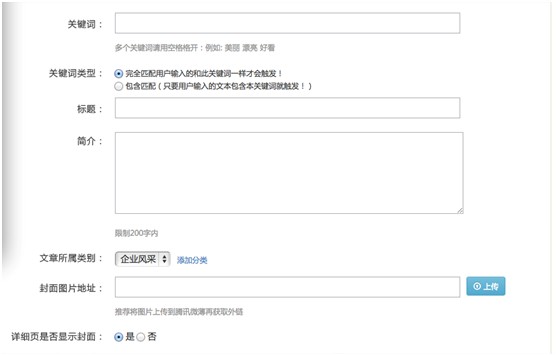 关键词：
多个关键词请用空格格开：例如: 美丽 漂亮 好看
关键词类型： 完全匹配用户输入的和此关键词一样才会触发！
包含匹配（只要用户输入的文本包含本关键词就触发！）
标题：
简介：
限制200字内
文章所属类别： 企业风采 添加分类
封面图片地址： 上传
推荐将图片上传到腾讯微薄再获取外链
详细页是否显示封面： 是 否